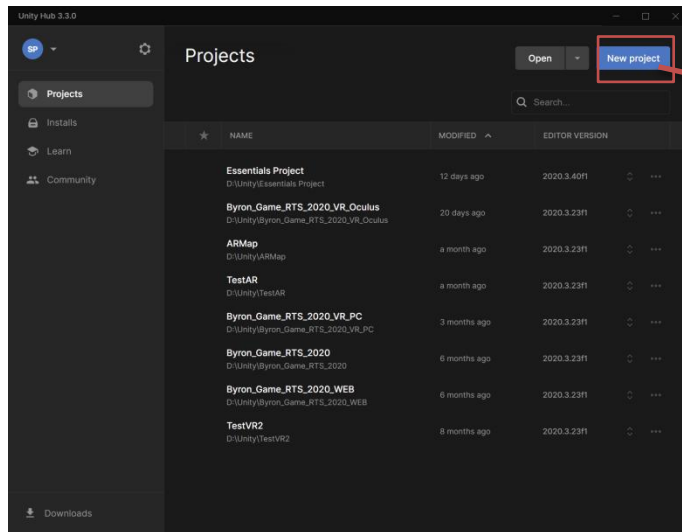 Unity Hub 3.3.0
SP
Projects
Open
New project
Projects
Installs
Learn
Community
Search...
NAME MODIFIED EDITOR VERSION
Essentials Project
D:\Unity\Essentials Project
12 days ago 2020.3.40f1
Byron_Game_RTS_2020_VR_Oculus
D:\Unity\Byron_Game_RTS_2020_VR_Oculus
20 days ago 2020.3.23f1
ARMap
D:\Unity\ARMap
a month ago 2020.3.23f1
TestAR
D:\Unity\TestAR
a month ago 2020.3.23f1
Byron_Game_RTS_2020_VR_PC
D:\Unity\Byron_Game_RTS_2020_VR_PC
3 months ago 2020.3.23f1
Byron_Game_RTS_2020
D:\Unity\Byron_Game_RTS_2020
6 months ago 2020.3.23f1
Byron_Game_RTS_2020_WEB
D:\Unity\Byron_Game_RTS_2020_WEB
6 months ago 2020.3.23f1
TestVR2
D:\Unity\TestVR2
8 months ago 2020.3.23f1
Downloads